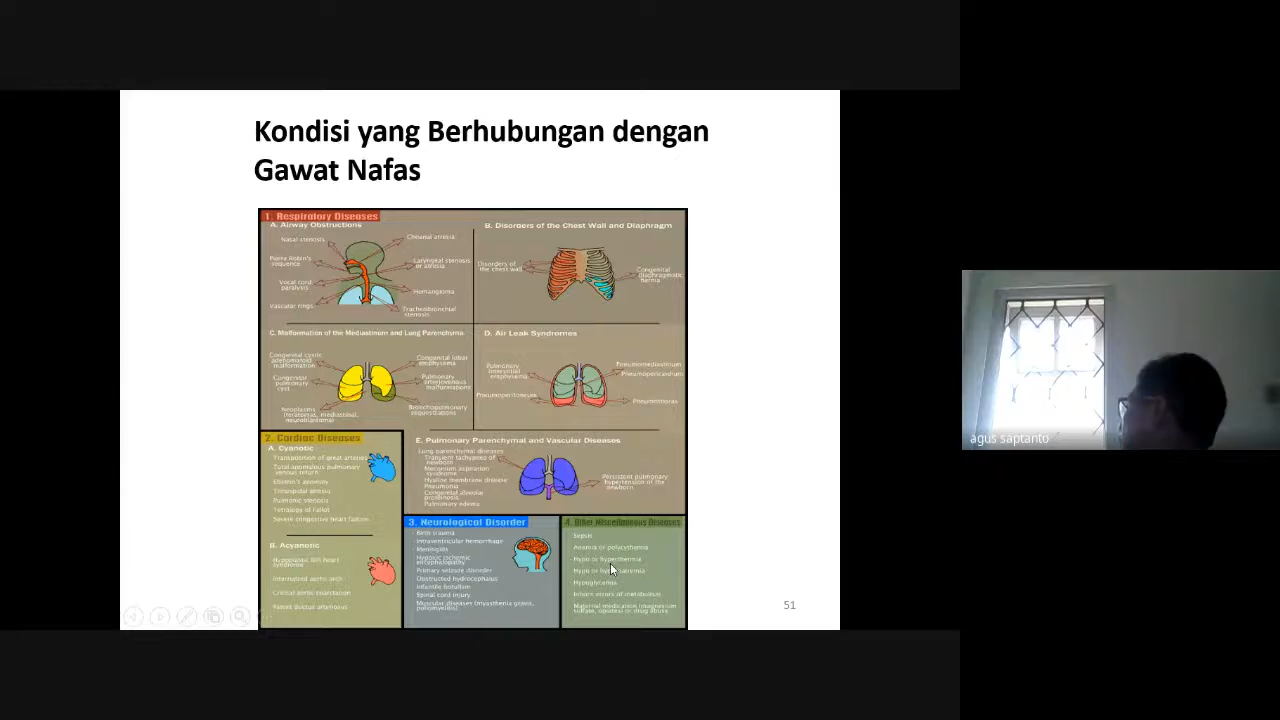 Kondisi yang Berhubungan dengan
Gawat Nafas
1. Respiratory Diseases
A. Airway Obstructions
Nasal stenosis
Choanal atresia
Pierre Robin's
sequence
Laryngeal stenosis
or atresia
Vocal cord
paralysis
Hemangioma
Vascular rings
Tracheobronchial
stenosis
B. Disorders of the Chest Wall and Diaphragm
Disorders of
the chest wall
Congenital
diaphragmatic
hernia
C. Malformation of the Mediastinum and Lung Parenchyma
Congenital cystic
adenomatoid
malformation
Congenital lobar
emphysema
Congenital
pulmonary
cyst
Pulmonary
arteriovenous
malformations
Neoplasms
(teratomas, mediastinal,
neuroblastoma)
Bronchopulmonary
sequestrations
D. Air Leak Syndromes
Pulmonary
interstitial
emphysema
Pneumomediastinum
Pneumopericardium
Pneumothorax
E. Pulmonary Parenchymal and Vascular Diseases
Lung parenchymal diseases
Transient tachypnea of
newborn
Meconium aspiration
syndrome
Hyaline membrane disease
Pneumonia
Congenital alveolar
proteinosis
Pulmonary edema
Persistent pulmonary
hypertension of the
newborn
2. Cardiac Diseases
A. Cyanotic
Transposition of great arteries
Total anomalous pulmonary
venous return
Ebstein's anomaly
Tricuspidal atresia
Pulmonic stenosis
Tetralogy of Fallot
Severe congestive heart failure
B. Acyanotic
Hypoplastic left heart
syndrome
Interrupted aortic arch
Critical aortic coarctation
Patent ductus arteriosus
3. Neurological Disorder
Birth trauma
Intraventricular hemorrhage
Meningitis
Hypoxic ischemic
encephalopathy
Primary seizure disorder
Obstructed hydrocephalus
Infantile botulism
Spinal cord injury
Muscular diseases (myasthenia gravis,
poliomyelitis)
4. Other Miscellaneous Diseases
Sepsis
Anemia or polycythemia
Hypo or hyperthermia
Hypo or
Hypoglycemia
Inborn errors of metabolism
Maternal medication (magnesium
sulfate, opiates) or drug abuse
51
agus saptanto